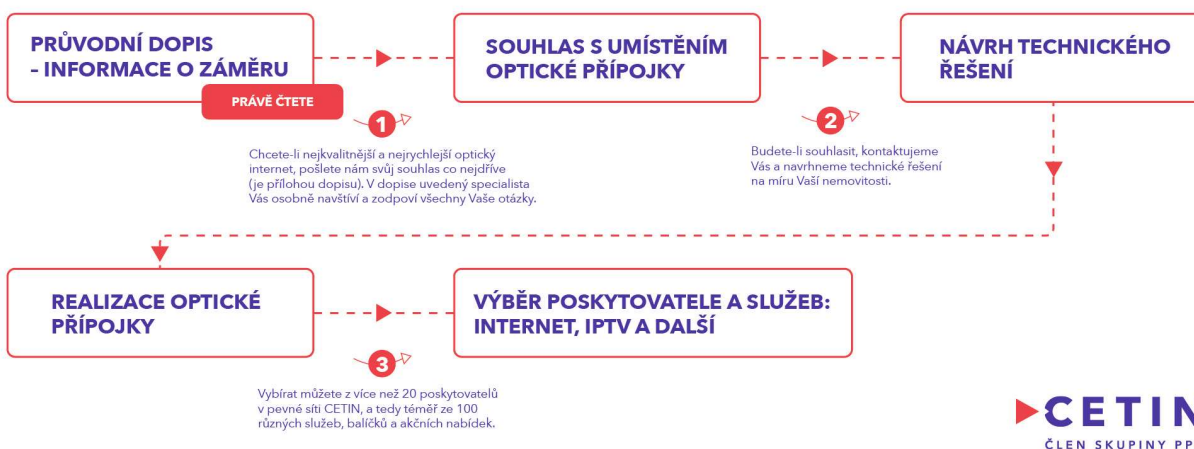 PRŮVODNÍ DOPIS
– INFORMACE O ZÁMĚRU
PRÁVĚ ČTETE
SOUHLAS S UMÍSTĚNÍM
OPTICKÉ PŘÍPOJKY
NÁVRH TECHNICKÉHO
ŘEŠENÍ
1
Chcete-li nejkvalitnější a nejrychlejší optický
internet, pošlete nám svůj souhlas co nejdříve
(je přílohou dopisu). V dopise uvedený specialista
Vás osobně navštíví a zodpoví všechny Vaše otázky.
2
Budete-li souhlasit, kontaktujeme
Vás a navrhneme technické řešení
na míru Vaší nemovitosti.
REALIZACE OPTICKÉ
PŘÍPOJKY
VÝBĚR POSKYTOVATELE A SLUŽEB:
INTERNET, IPTV A DALŠÍ
3
Vybírat můžete z více než 20 poskytovatelů
v pevné síti CETIN, a tedy téměř ze 100
různých služeb, balíčků a akčních nabídek.
CETIN
ČLEN SKUPINY PP